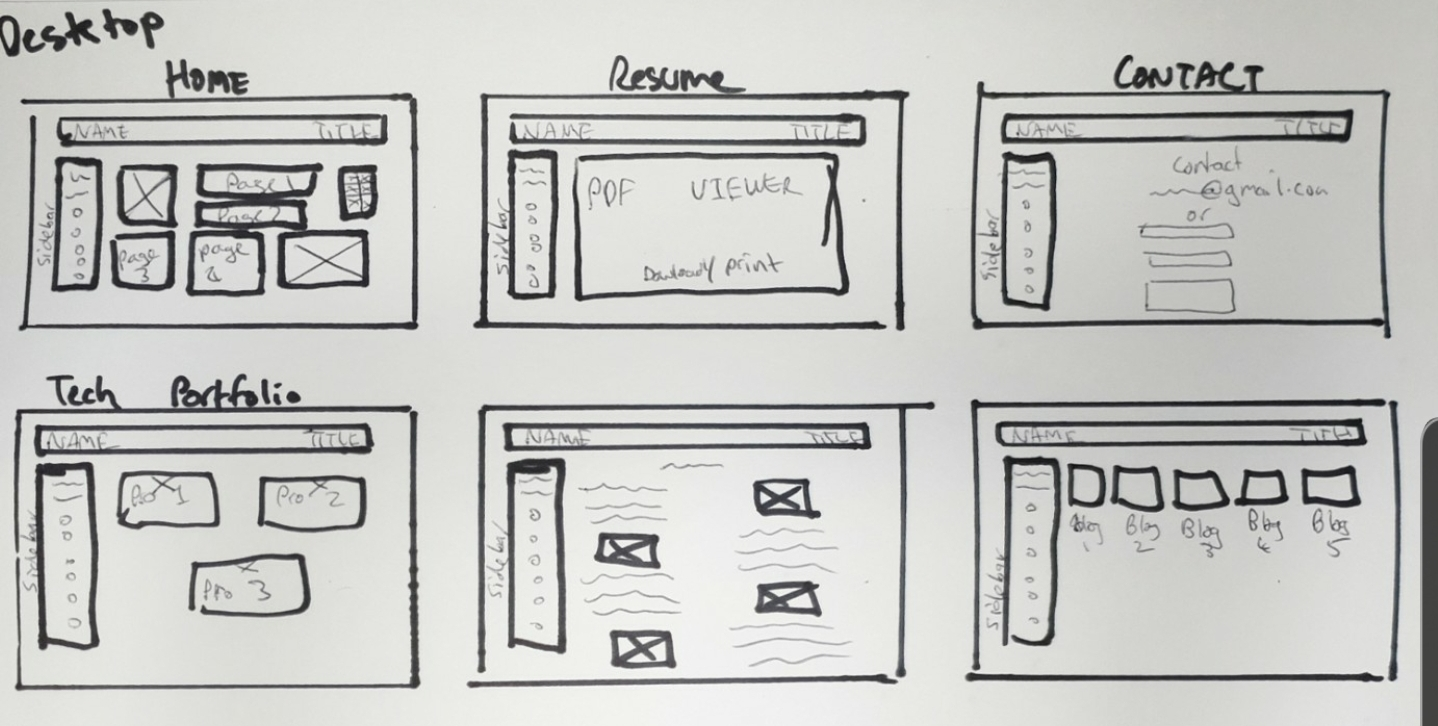 Desktop
HOME
NAME TITLE
Sidebar
Page 1
Page 2
page 3
page 4
Resume
NAME TITLE
Sidebar
PDF VIEWER
Download/print
CONTACT
NAME TITLE
Sidebar
Contact
@gmail.com
or
Tech Portfolio
NAME TITLE
Sidebar
Pro 1
Pro 2
Pro 3
NAME TITLE
Sidebar
NAME TITLE
Sidebar
Blog 1
Blog 2
Blog 3
Blog 4
Blog 5